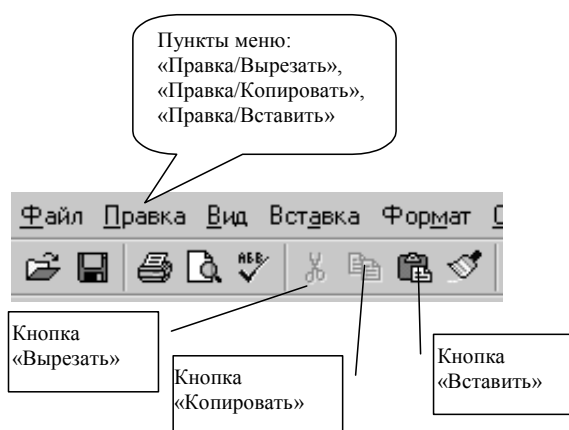 Пункты меню:
«Правка/Вырезать»,
«Правка/Копировать»,
«Правка/Вставить»
Файл Правка Вид Вставка Формат
АБВ
Кнопка
«Вырезать»
Кнопка
«Копировать»
Кнопка
«Вставить»